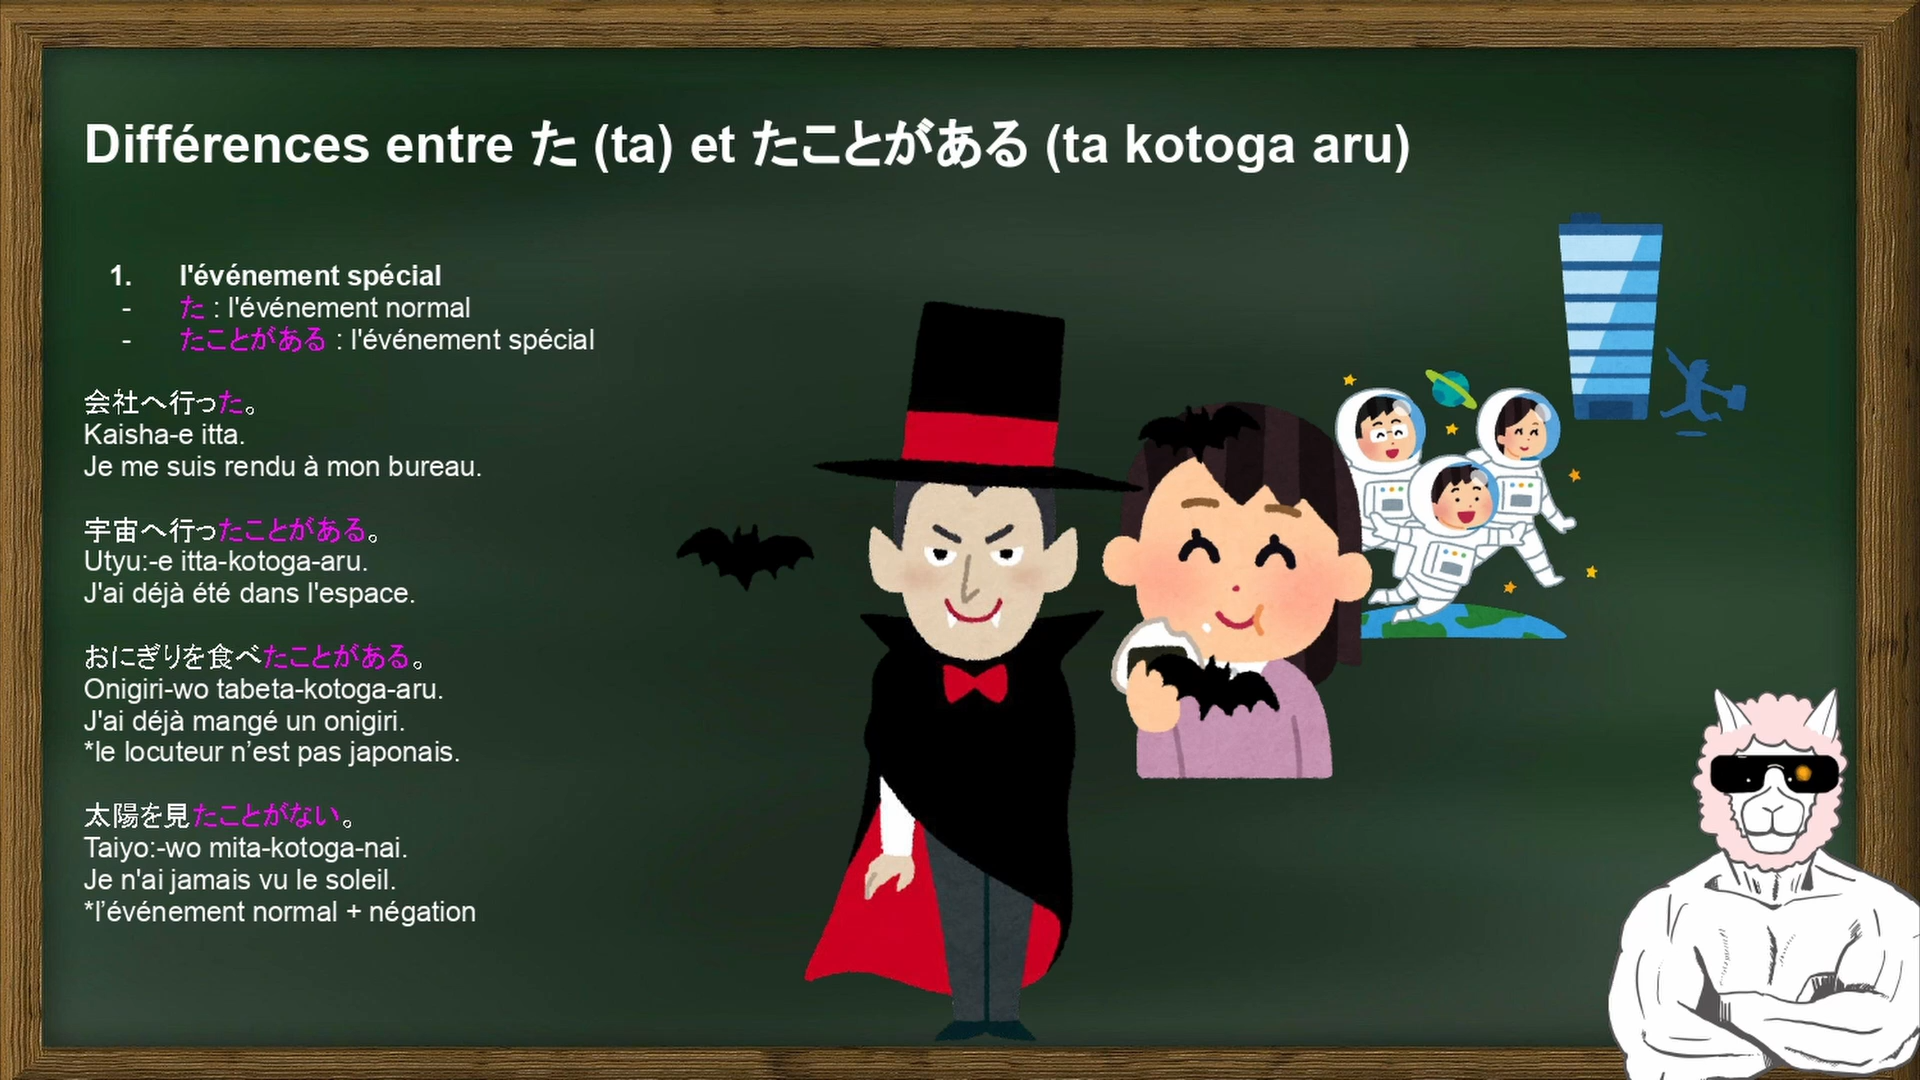 Différences entre た (ta) et たことがある (ta kotoga aru)
1. l'événement spécial
- た : l'événement normal
- たことがある : l'événement spécial
会社へ行った。
Kaisha-e itta.
Je me suis rendu à mon bureau.
宇宙へ行ったことがある。
Utyu:-e itta-kotoga-aru.
J'ai déjà été dans l'espace.
おにぎりを食べたことがある。
Onigiri-wo tabeta-kotoga-aru.
J'ai déjà mangé un onigiri.
*le locuteur n’est pas japonais.
太陽を見たことがない。
Taiyo:-wo mita-kotoga-nai.
Je n'ai jamais vu le soleil.
*l’événement normal + négation